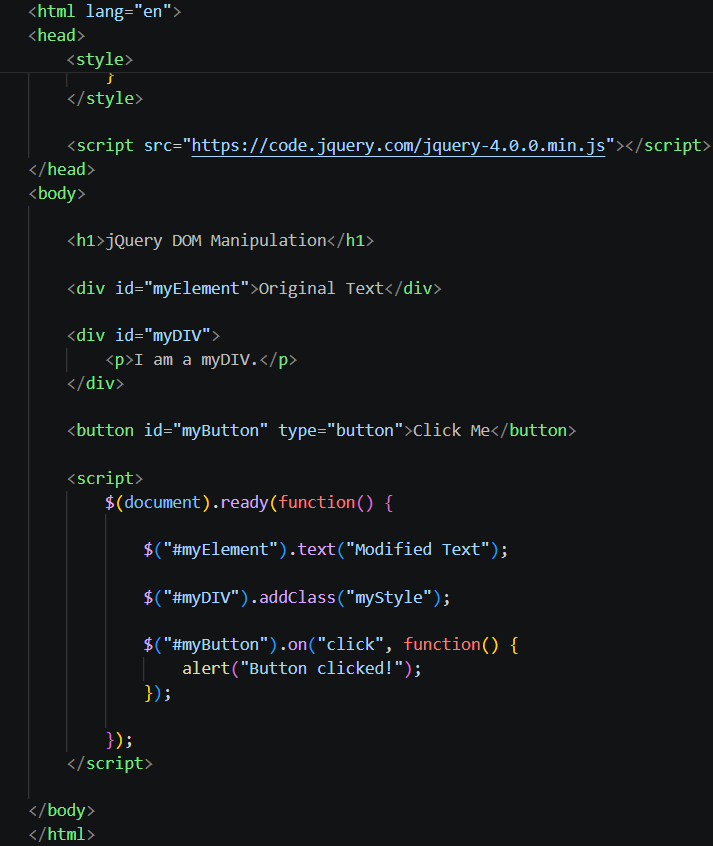 <html lang="en">
<head>
<style>
}
</style>
<script src="https://code.jquery.com/jquery-4.0.0.min.js"></script>
</head>
<body>
<h1>jQuery DOM Manipulation</h1>
<div id="myElement">Original Text</div>
<div id="myDIV">
<p>I am a myDIV.</p>
</div>
<button id="myButton" type="button">Click Me</button>
<script>
$(document).ready(function() {
$("#myElement").text("Modified Text");
$("#myDIV").addClass("myStyle");
$("#myButton").on("click", function() {
alert("Button clicked!");
});
});
</script>
</body>
</html>